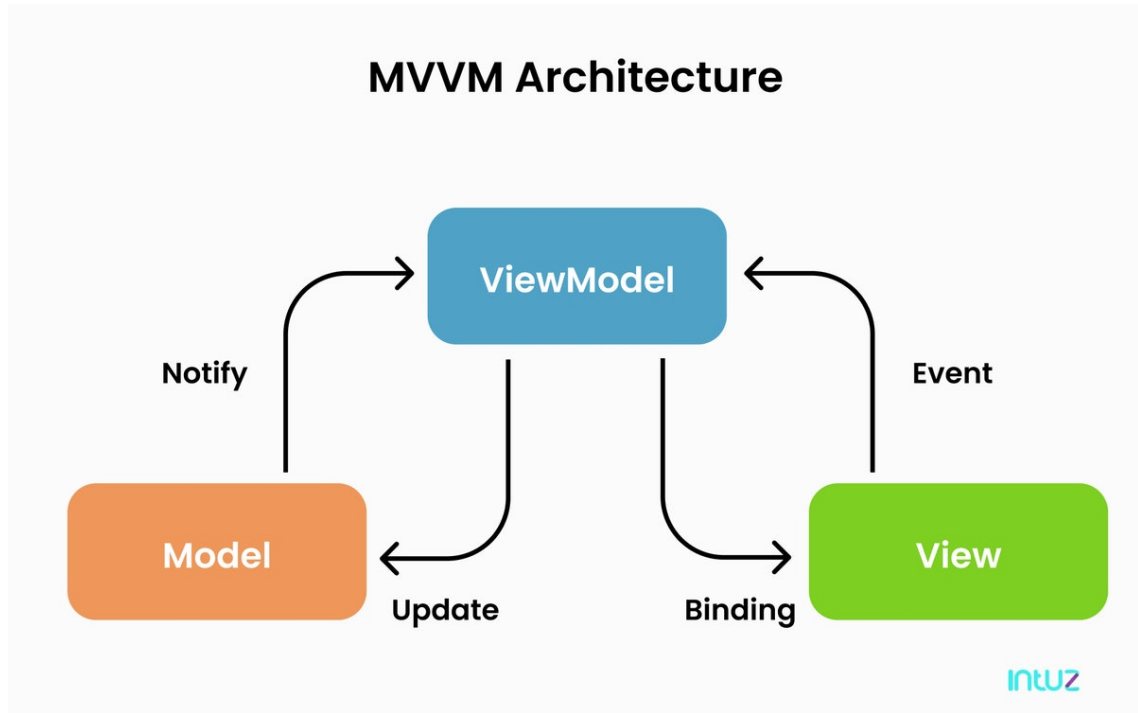 MVVM Architecture
ViewModel
Notify
Event
Model
View
Update
Binding
INtUZ